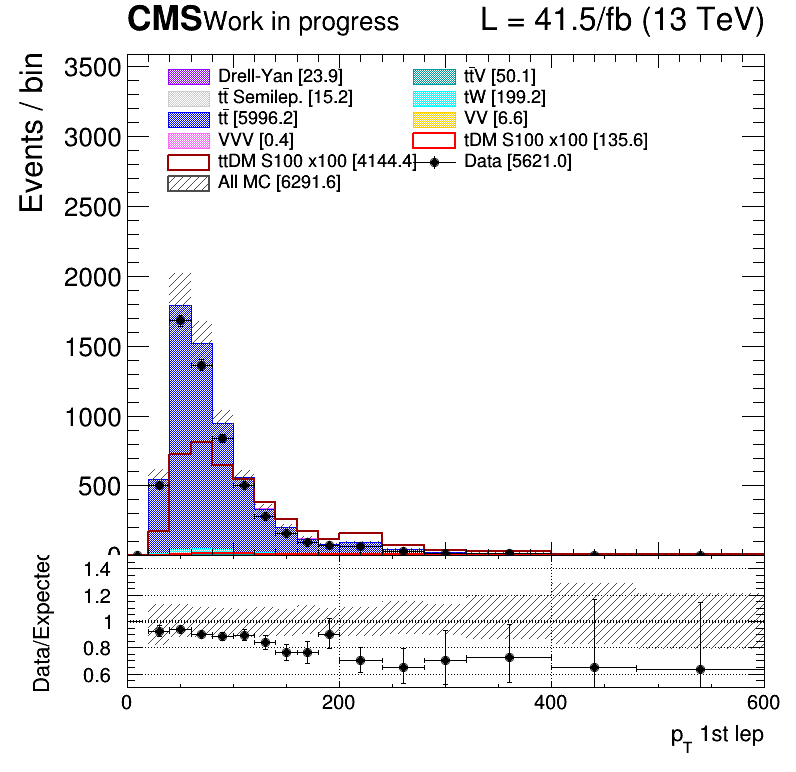 CMS Work in progress L = 41.5/fb (13 TeV)
Events / bin
3500
3000
2500
2000
1500
1000
500
0
Drell-Yan [23.9]
tt̄ Semilep. [15.2]
tt̄ [5996.2]
VVV [0.4]
ttDM S100 x100 [4144.4]
All MC [6291.6]
tt̄V [50.1]
tW [199.2]
VV [6.6]
tDM S100 x100 [135.6]
Data [5621.0]
Data/Expected
1.4
1.2
1
0.8
0.6
0 200 400 600
p_T 1st lep